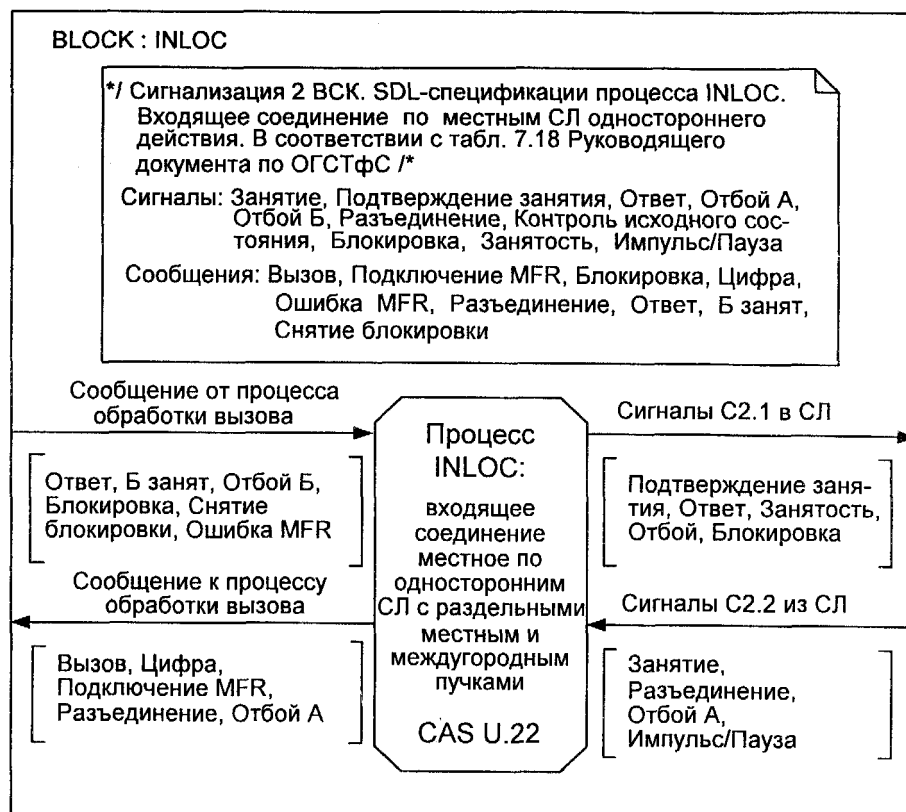 BLOCK : INLOC
*/ Сигнализация 2 ВСК. SDL-спецификации процесса INLOC.
Входящее соединение по местным СЛ одностороннего
действия. В соответствии с табл. 7.18 Руководящего
документа по ОГСТфС /*
Сигналы: Занятие, Подтверждение занятия, Ответ, Отбой А,
Отбой Б, Разъединение, Контроль исходного сос-
тояния, Блокировка, Занятость, Импульс/Пауза
Сообщения: Вызов, Подключение MFR, Блокировка, Цифра,
Ошибка MFR, Разъединение, Ответ, Б занят,
Снятие блокировки
Сообщение от процесса
обработки вызова
Ответ, Б занят, Отбой Б,
Блокировка, Снятие
блокировки, Ошибка MFR
Сообщение к процессу
обработки вызова
Вызов, Цифра,
Подключение MFR,
Разъединение, Отбой А
Процесс
INLOC:
входящее
соединение
местное по
односторонним
СЛ с раздельными
местным и
междугородным
пучками
CAS U.22
Сигналы С2.1 в СЛ
Подтверждение заня-
тия, Ответ, Занятость,
Отбой, Блокировка
Сигналы С2.2 из СЛ
Занятие,
Разъединение,
Отбой А,
Импульс/Пауза